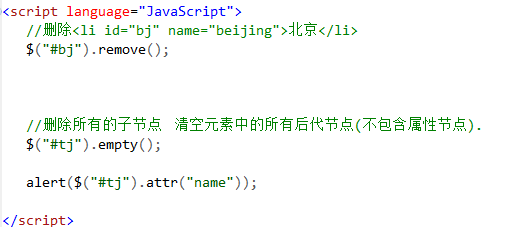 <script language="JavaScript">
//删除<li id="bj" name="beijing">北京</li>
$("#bj").remove();
//删除所有的子节点 清空元素中的所有后代节点(不包含属性节点).
$("#tj").empty();
alert($("#tj").attr("name"));
</script>